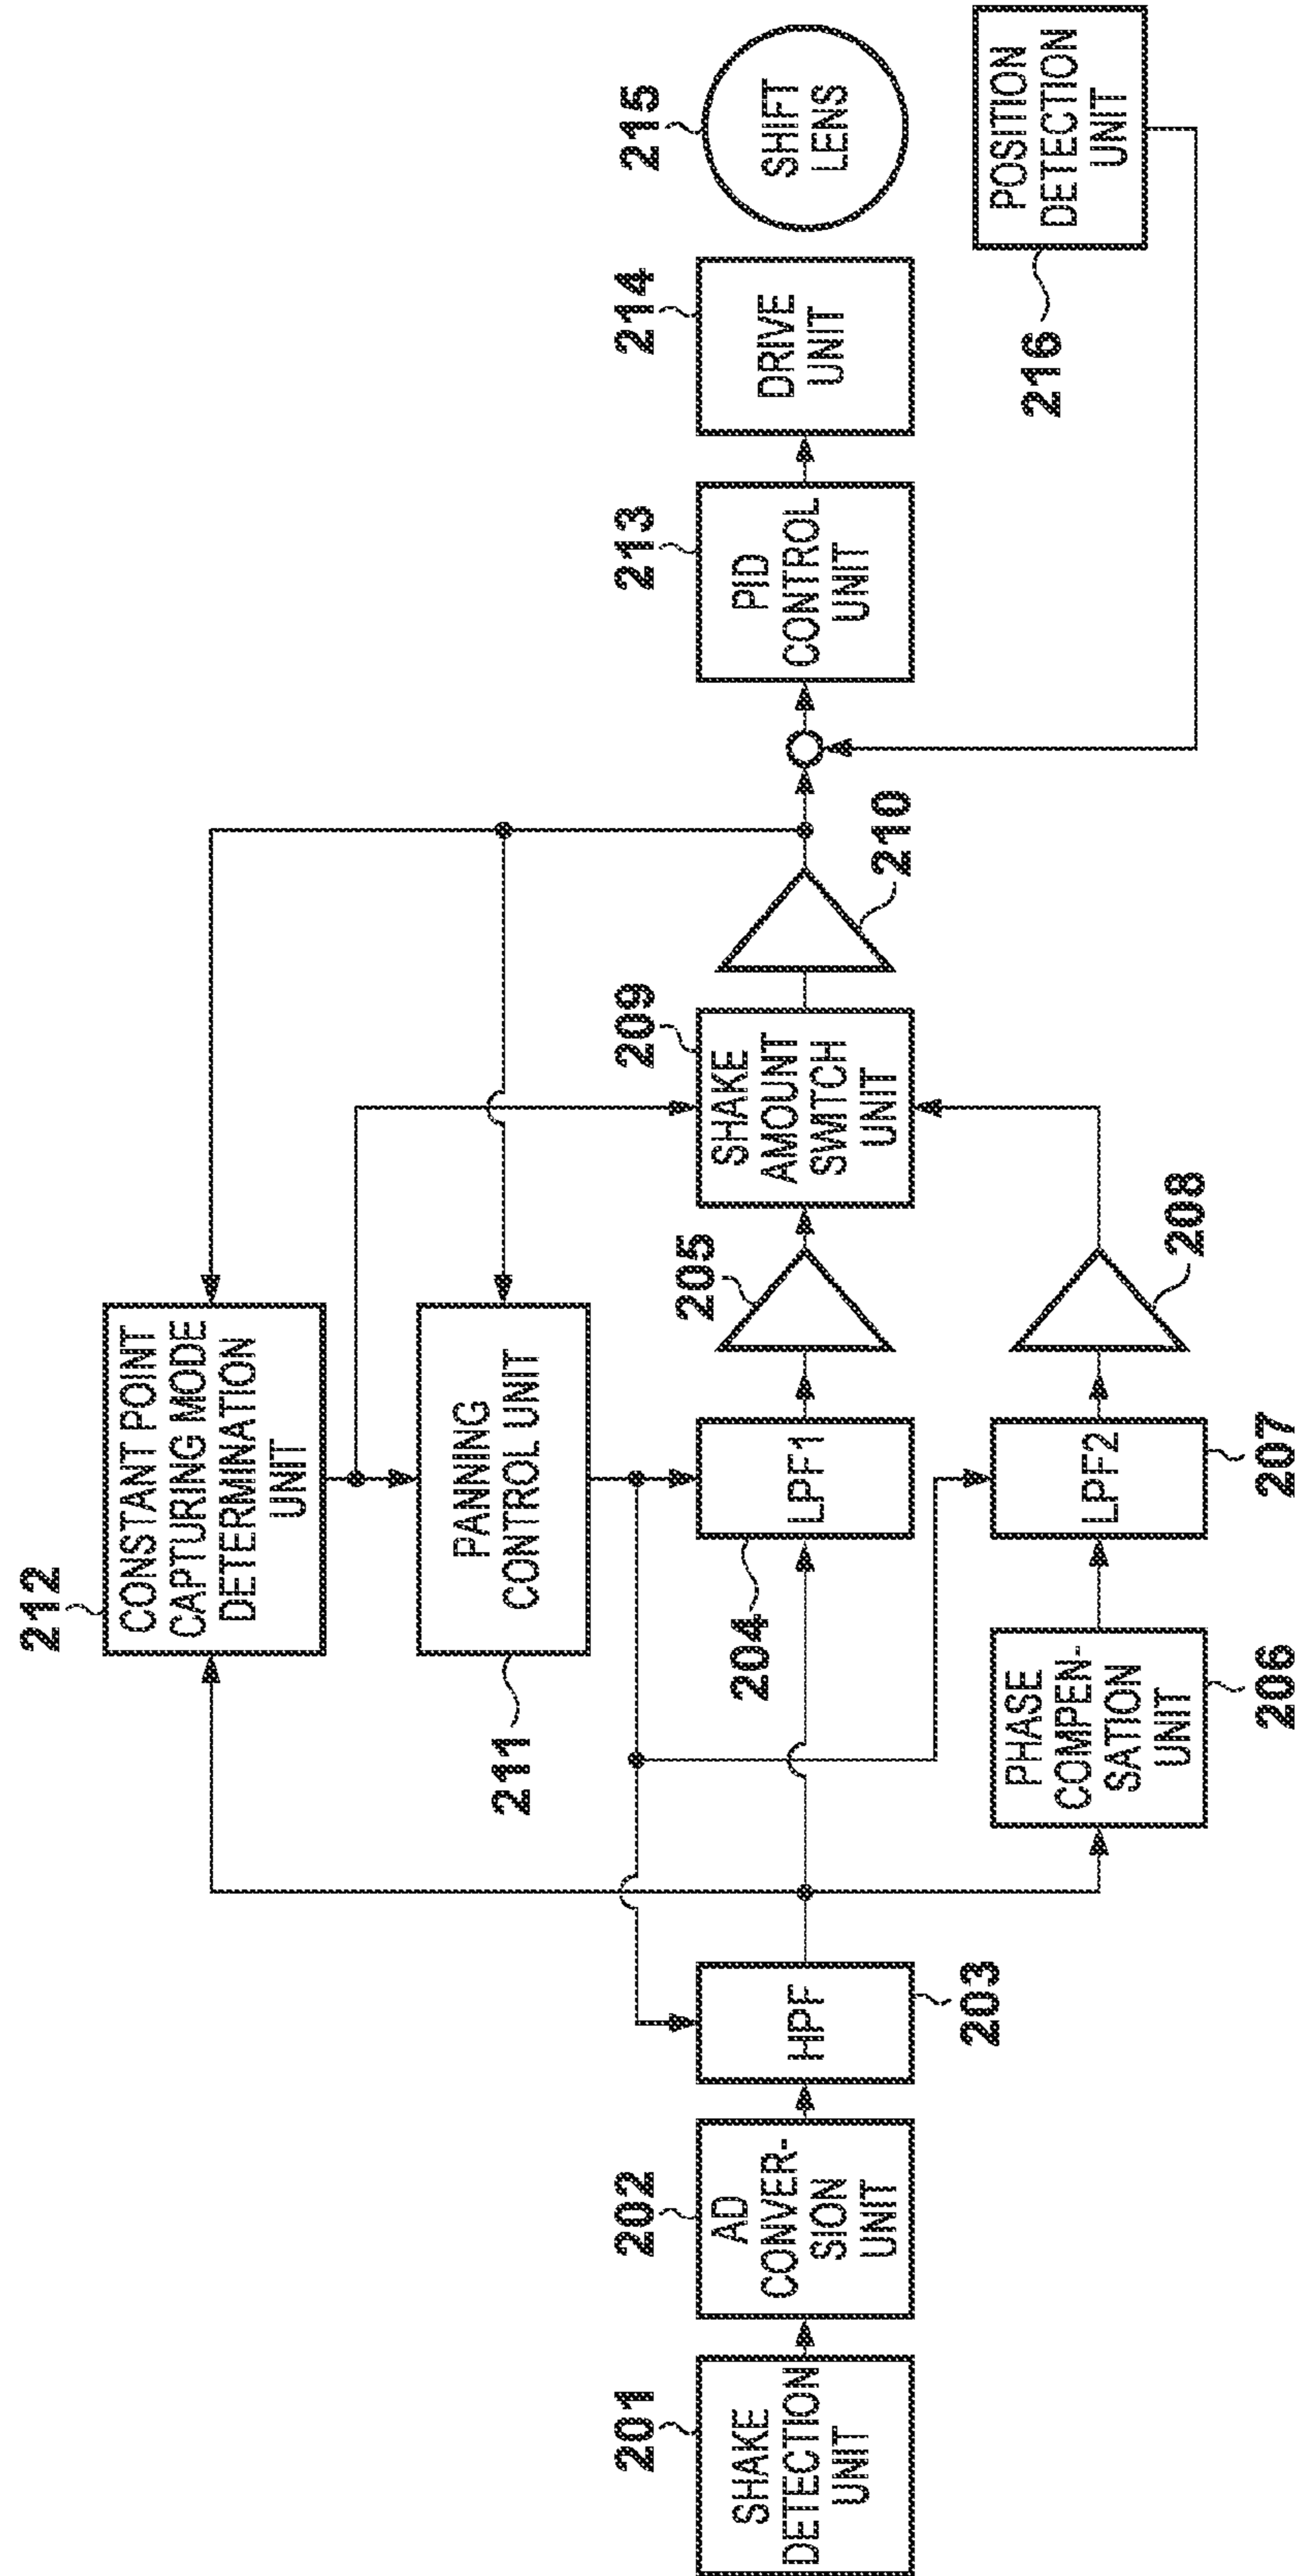 201
SHAKE
DETECTION
UNIT
202
AD
CONVER-
SION
UNIT
HPF
203
212
CONSTANT POINT
CAPTURING MODE
DETERMINATION
UNIT
211
PANNING
CONTROL UNIT
204
LPF1
205
206
PHASE
COMPEN-
SATION
UNIT
207
LPF2
208
209
SHAKE
AMOUNT
SWITCH
UNIT
210
213
PID
CONTROL
UNIT
214
DRIVE
UNIT
215
SHIFT
LENS
216
POSITION
DETECTION
UNIT